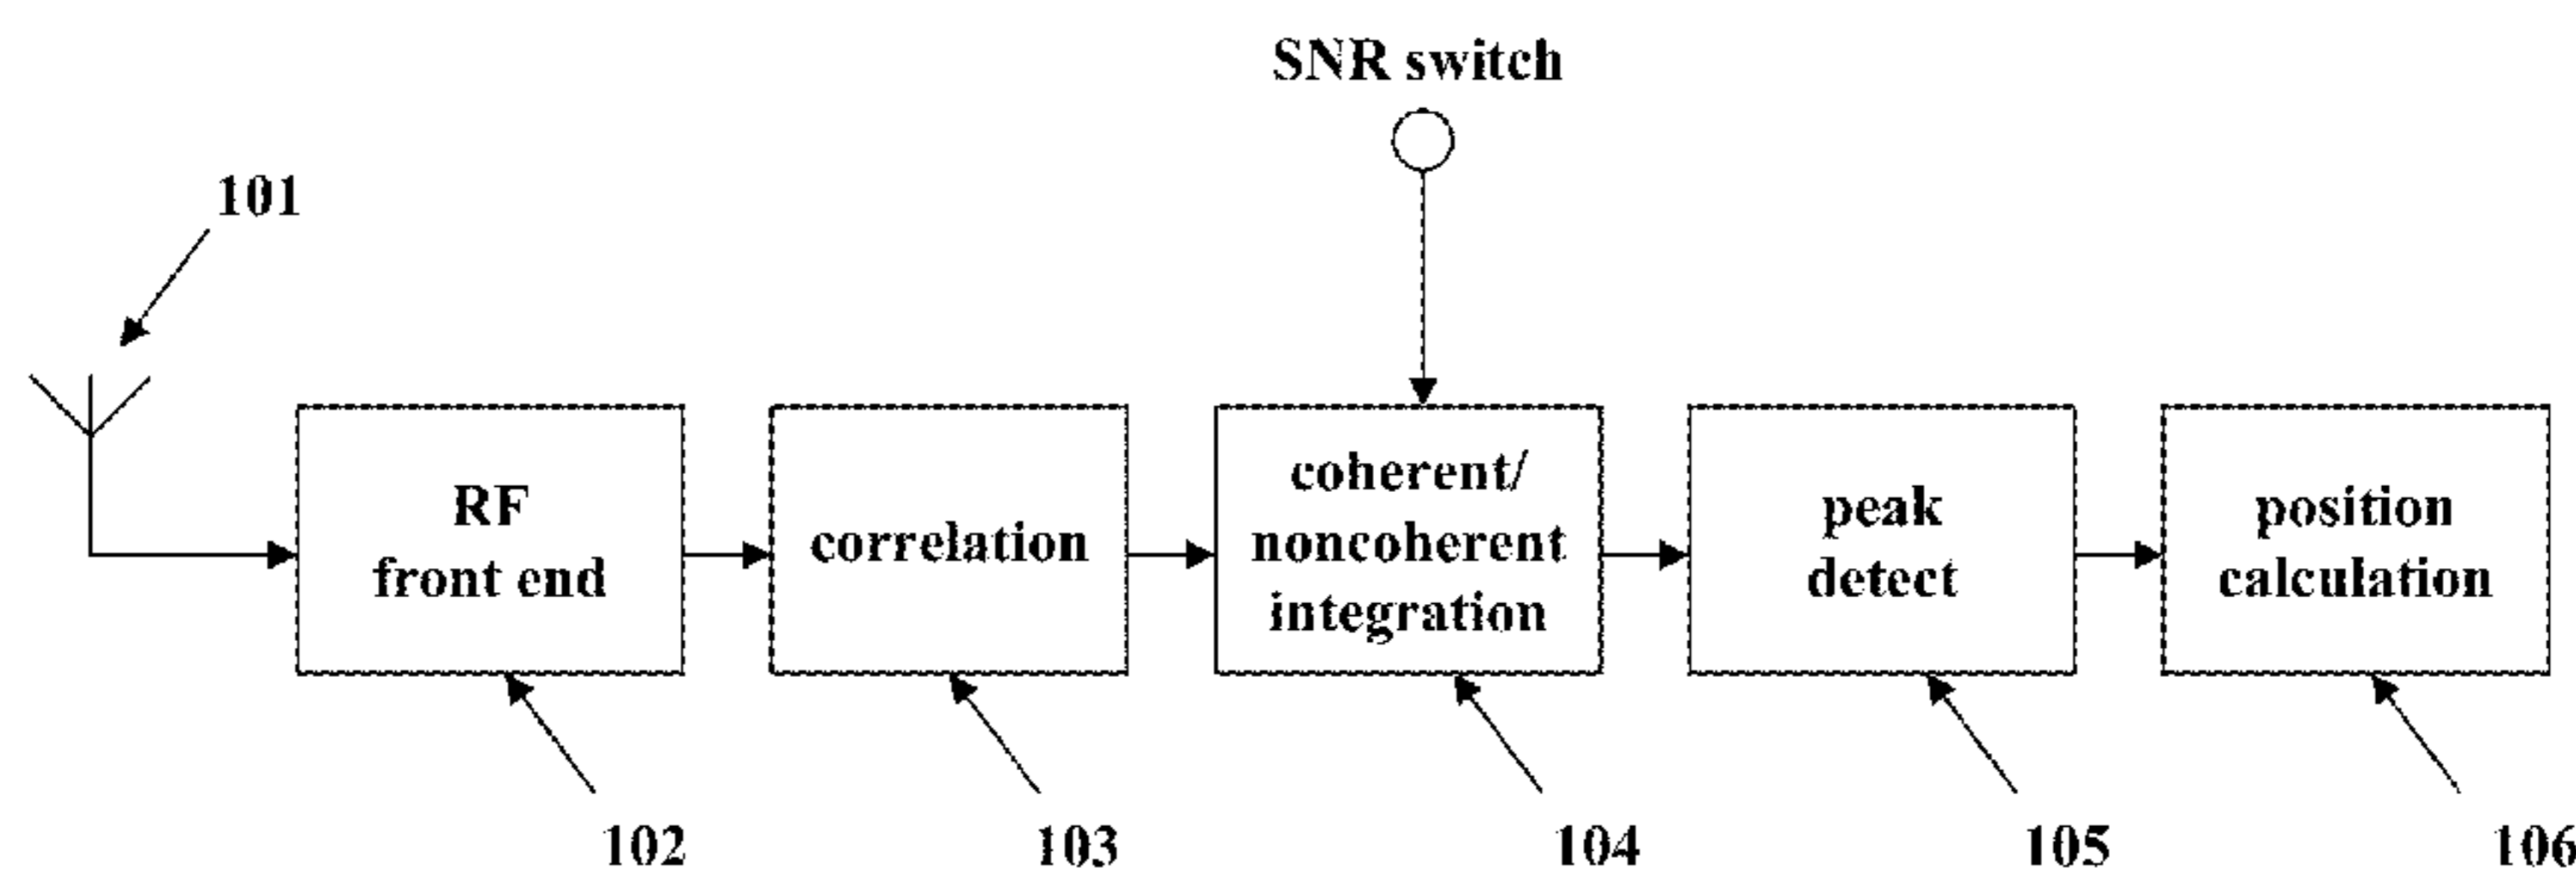 SNR switch
101
RF
front end
correlation
coherent/
noncoherent
integration
peak
detect
position
calculation
102
103
104
105
106